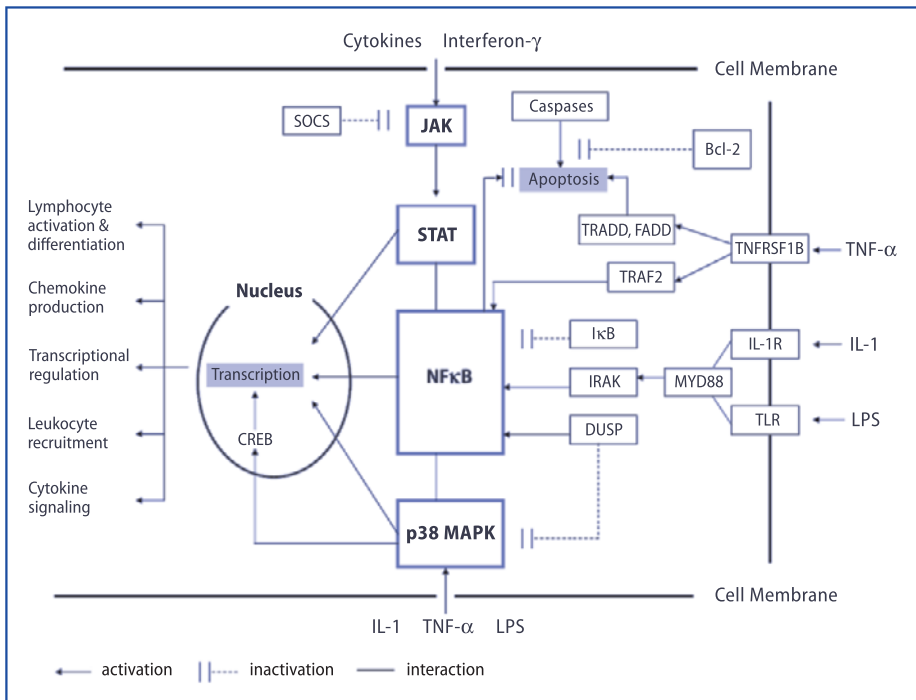 Cytokines Interferon-γ
Cell Membrane
SOCS
JAK
Caspases
Bcl-2
Apoptosis
Lymphocyte
activation &
differentiation
STAT
TRADD, FADD
TNFRSF1B
TNF-α
TRAF2
Chemokine
production
Nucleus
IκB
IL-1R
IL-1
Transcriptional
regulation
Transcription
NFκB
IRAK
MYD88
Leukocyte
recruitment
CREB
DUSP
TLR
LPS
Cytokine
signaling
p38 MAPK
Cell Membrane
IL-1 TNF-α LPS
activation inactivation interaction